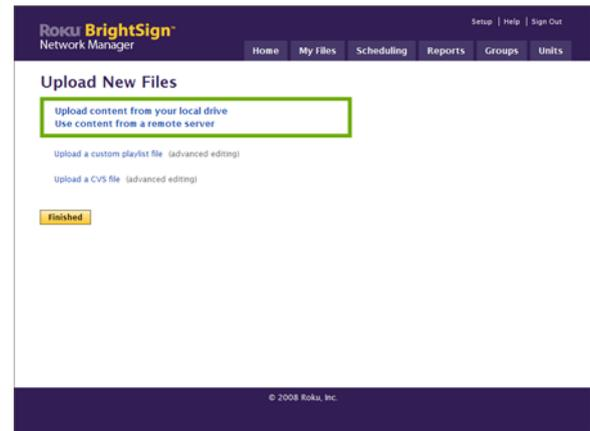 Setup | Help | Sign Out
ROKU BrightSign™
Network Manager
Home My Files Scheduling Reports Groups Units
Upload New Files
Upload content from your local drive
Use content from a remote server
Upload a custom playlist file (advanced editing)
Upload a CVS file (advanced editing)
Finished
© 2008 Roku, Inc.